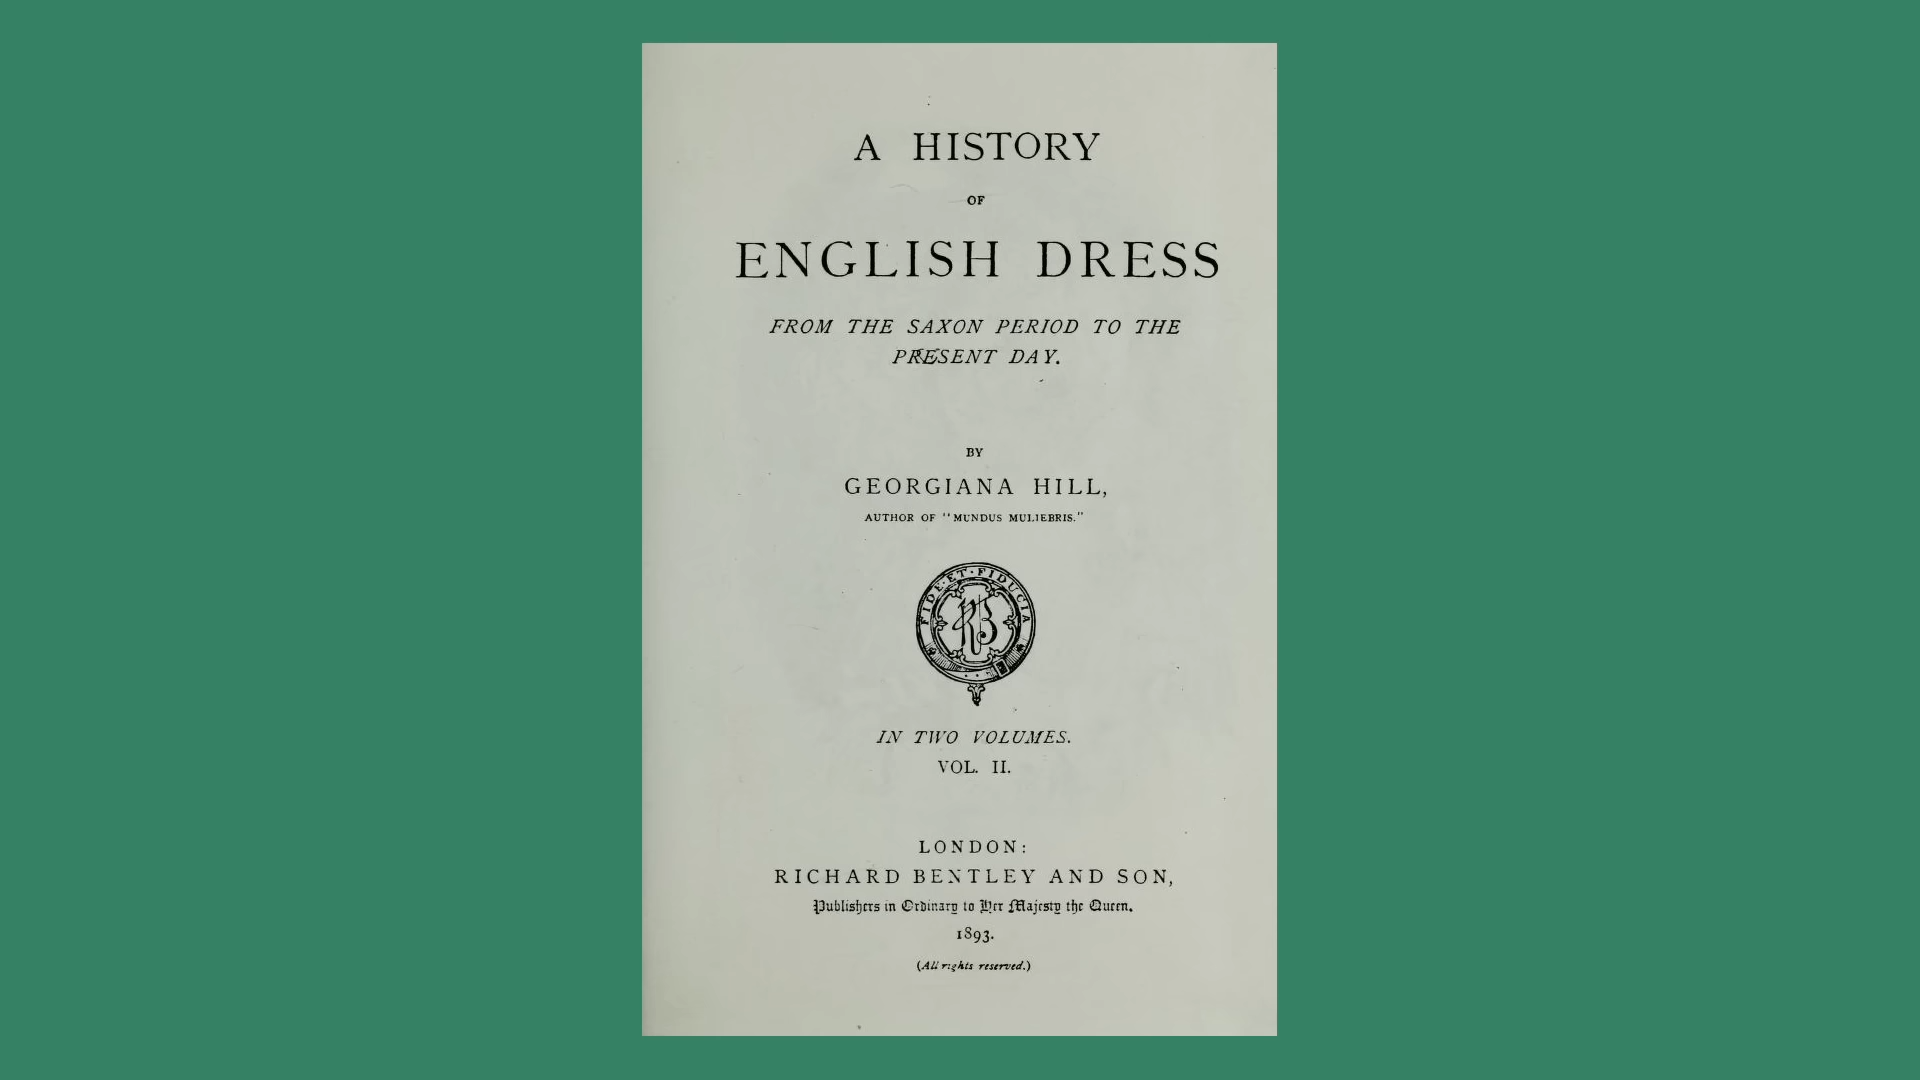 A HISTORY
OF
ENGLISH DRESS
FROM THE SAXON PERIOD TO THE
PRESENT DAY.
BY
GEORGIANA HILL,
AUTHOR OF "MUNDUS MULIEBRIS."
FIDE·ET·FIDUCIA
RB
IN TWO VOLUMES.
VOL. II.
LONDON:
RICHARD BENTLEY AND SON,
Publishers in Ordinary to Her Majesty the Queen.
1893.
(All rights reserved.)